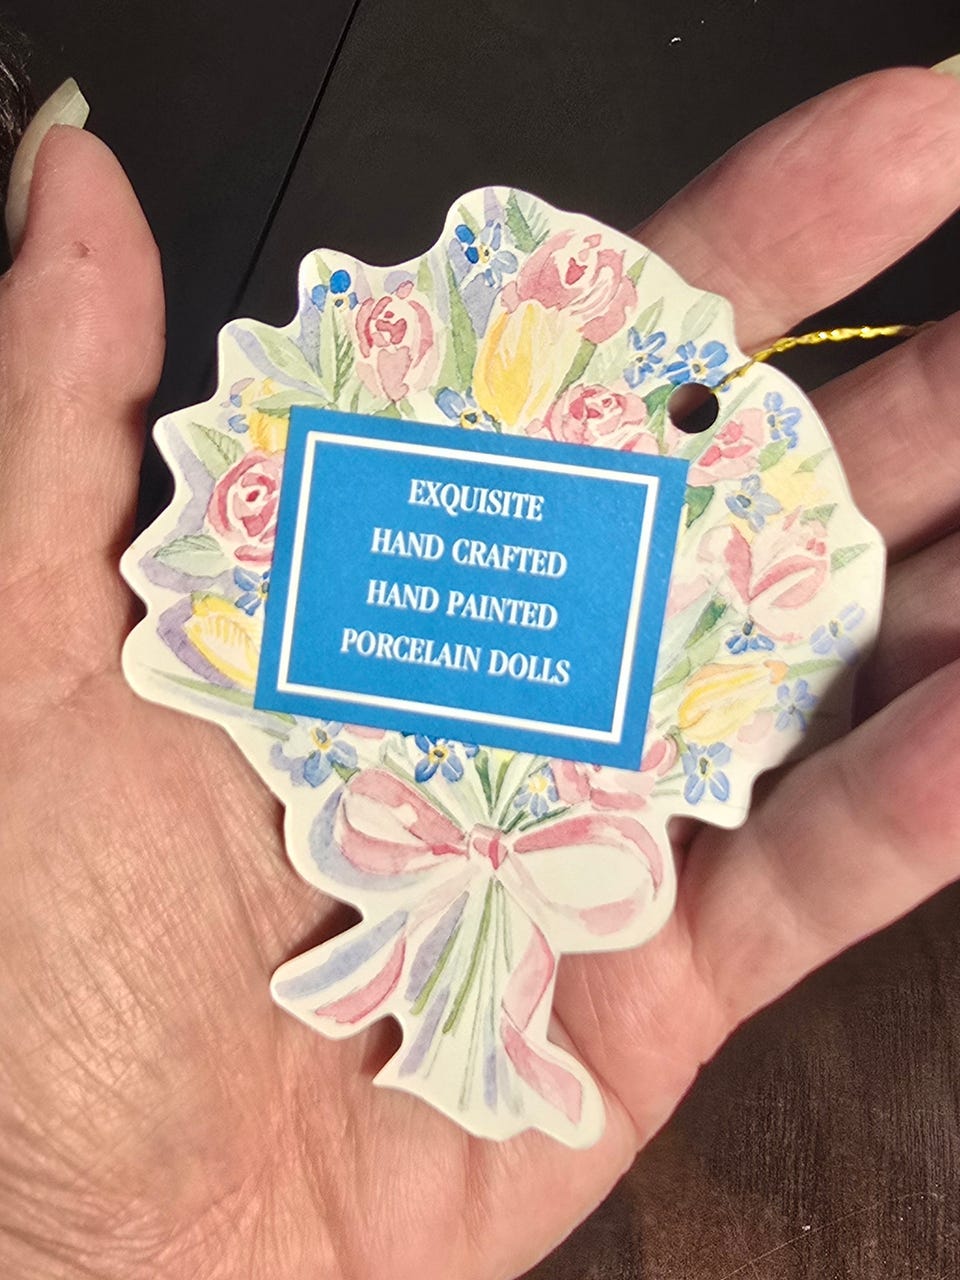 EXQUISITE
HAND CRAFTED
HAND PAINTED
PORCELAIN DOLLS